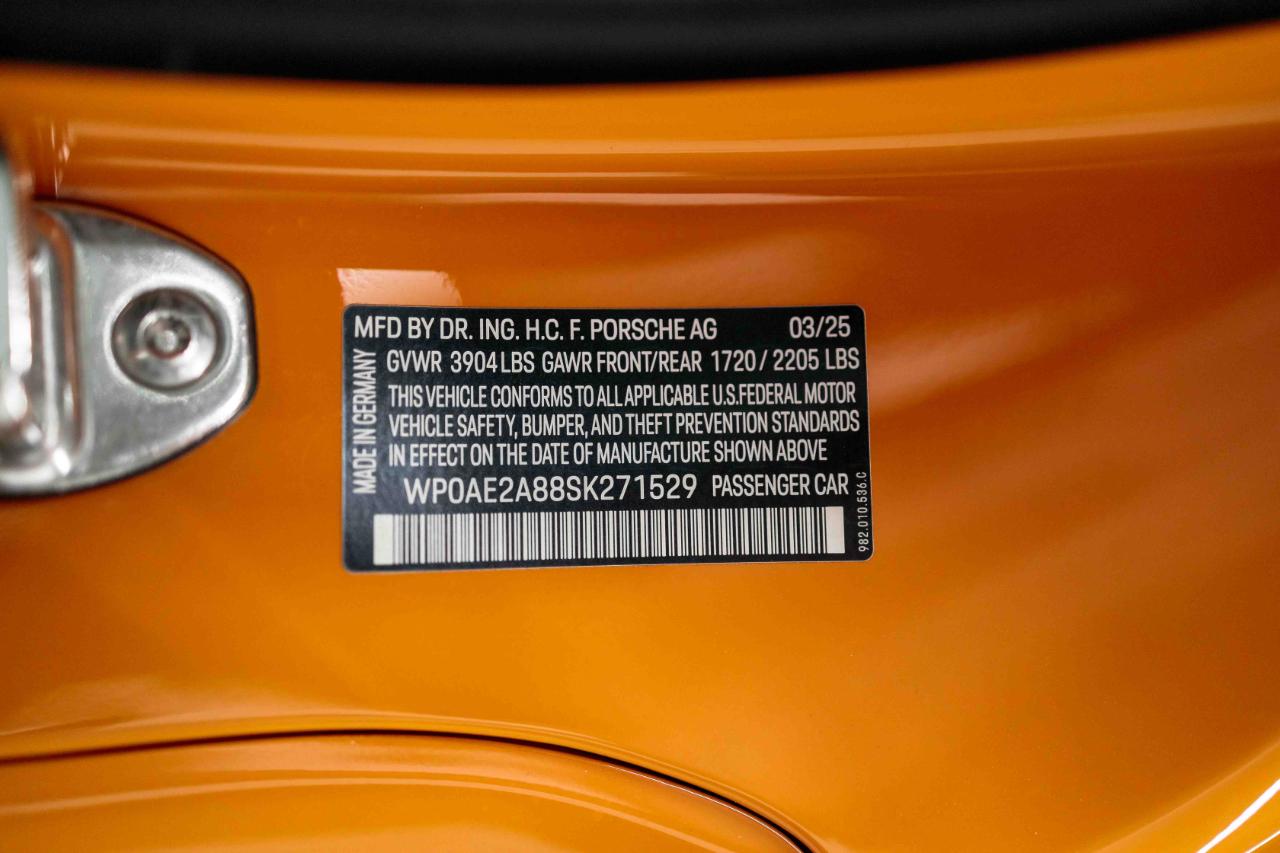 MFD BY DR. ING. H.C. F. PORSCHE AG 03/25
GVWR 3904 LBS GAWR FRONT/REAR 1720 / 2205 LBS
THIS VEHICLE CONFORMS TO ALL APPLICABLE U.S.FEDERAL MOTOR
VEHICLE SAFETY, BUMPER, AND THEFT PREVENTION STANDARDS
IN EFFECT ON THE DATE OF MANUFACTURE SHOWN ABOVE
WP0AE2A88SK271529 PASSENGER CAR
MADE IN GERMANY
982.010.536.C